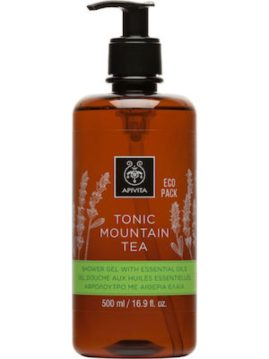 APIVITA
ECO
PACK
TONIC
MOUNTAIN
TEA
SHOWER GEL WITH ESSENTIAL OILS
GEL DOUCHE AUX HUILES ESSENTIELLES
ΑΦΡΟΛΟΥΤΡΟ ΜΕ ΑΙΘΕΡΙΑ ΕΛΑΙΑ
500 ml / 16.9 fl. oz.